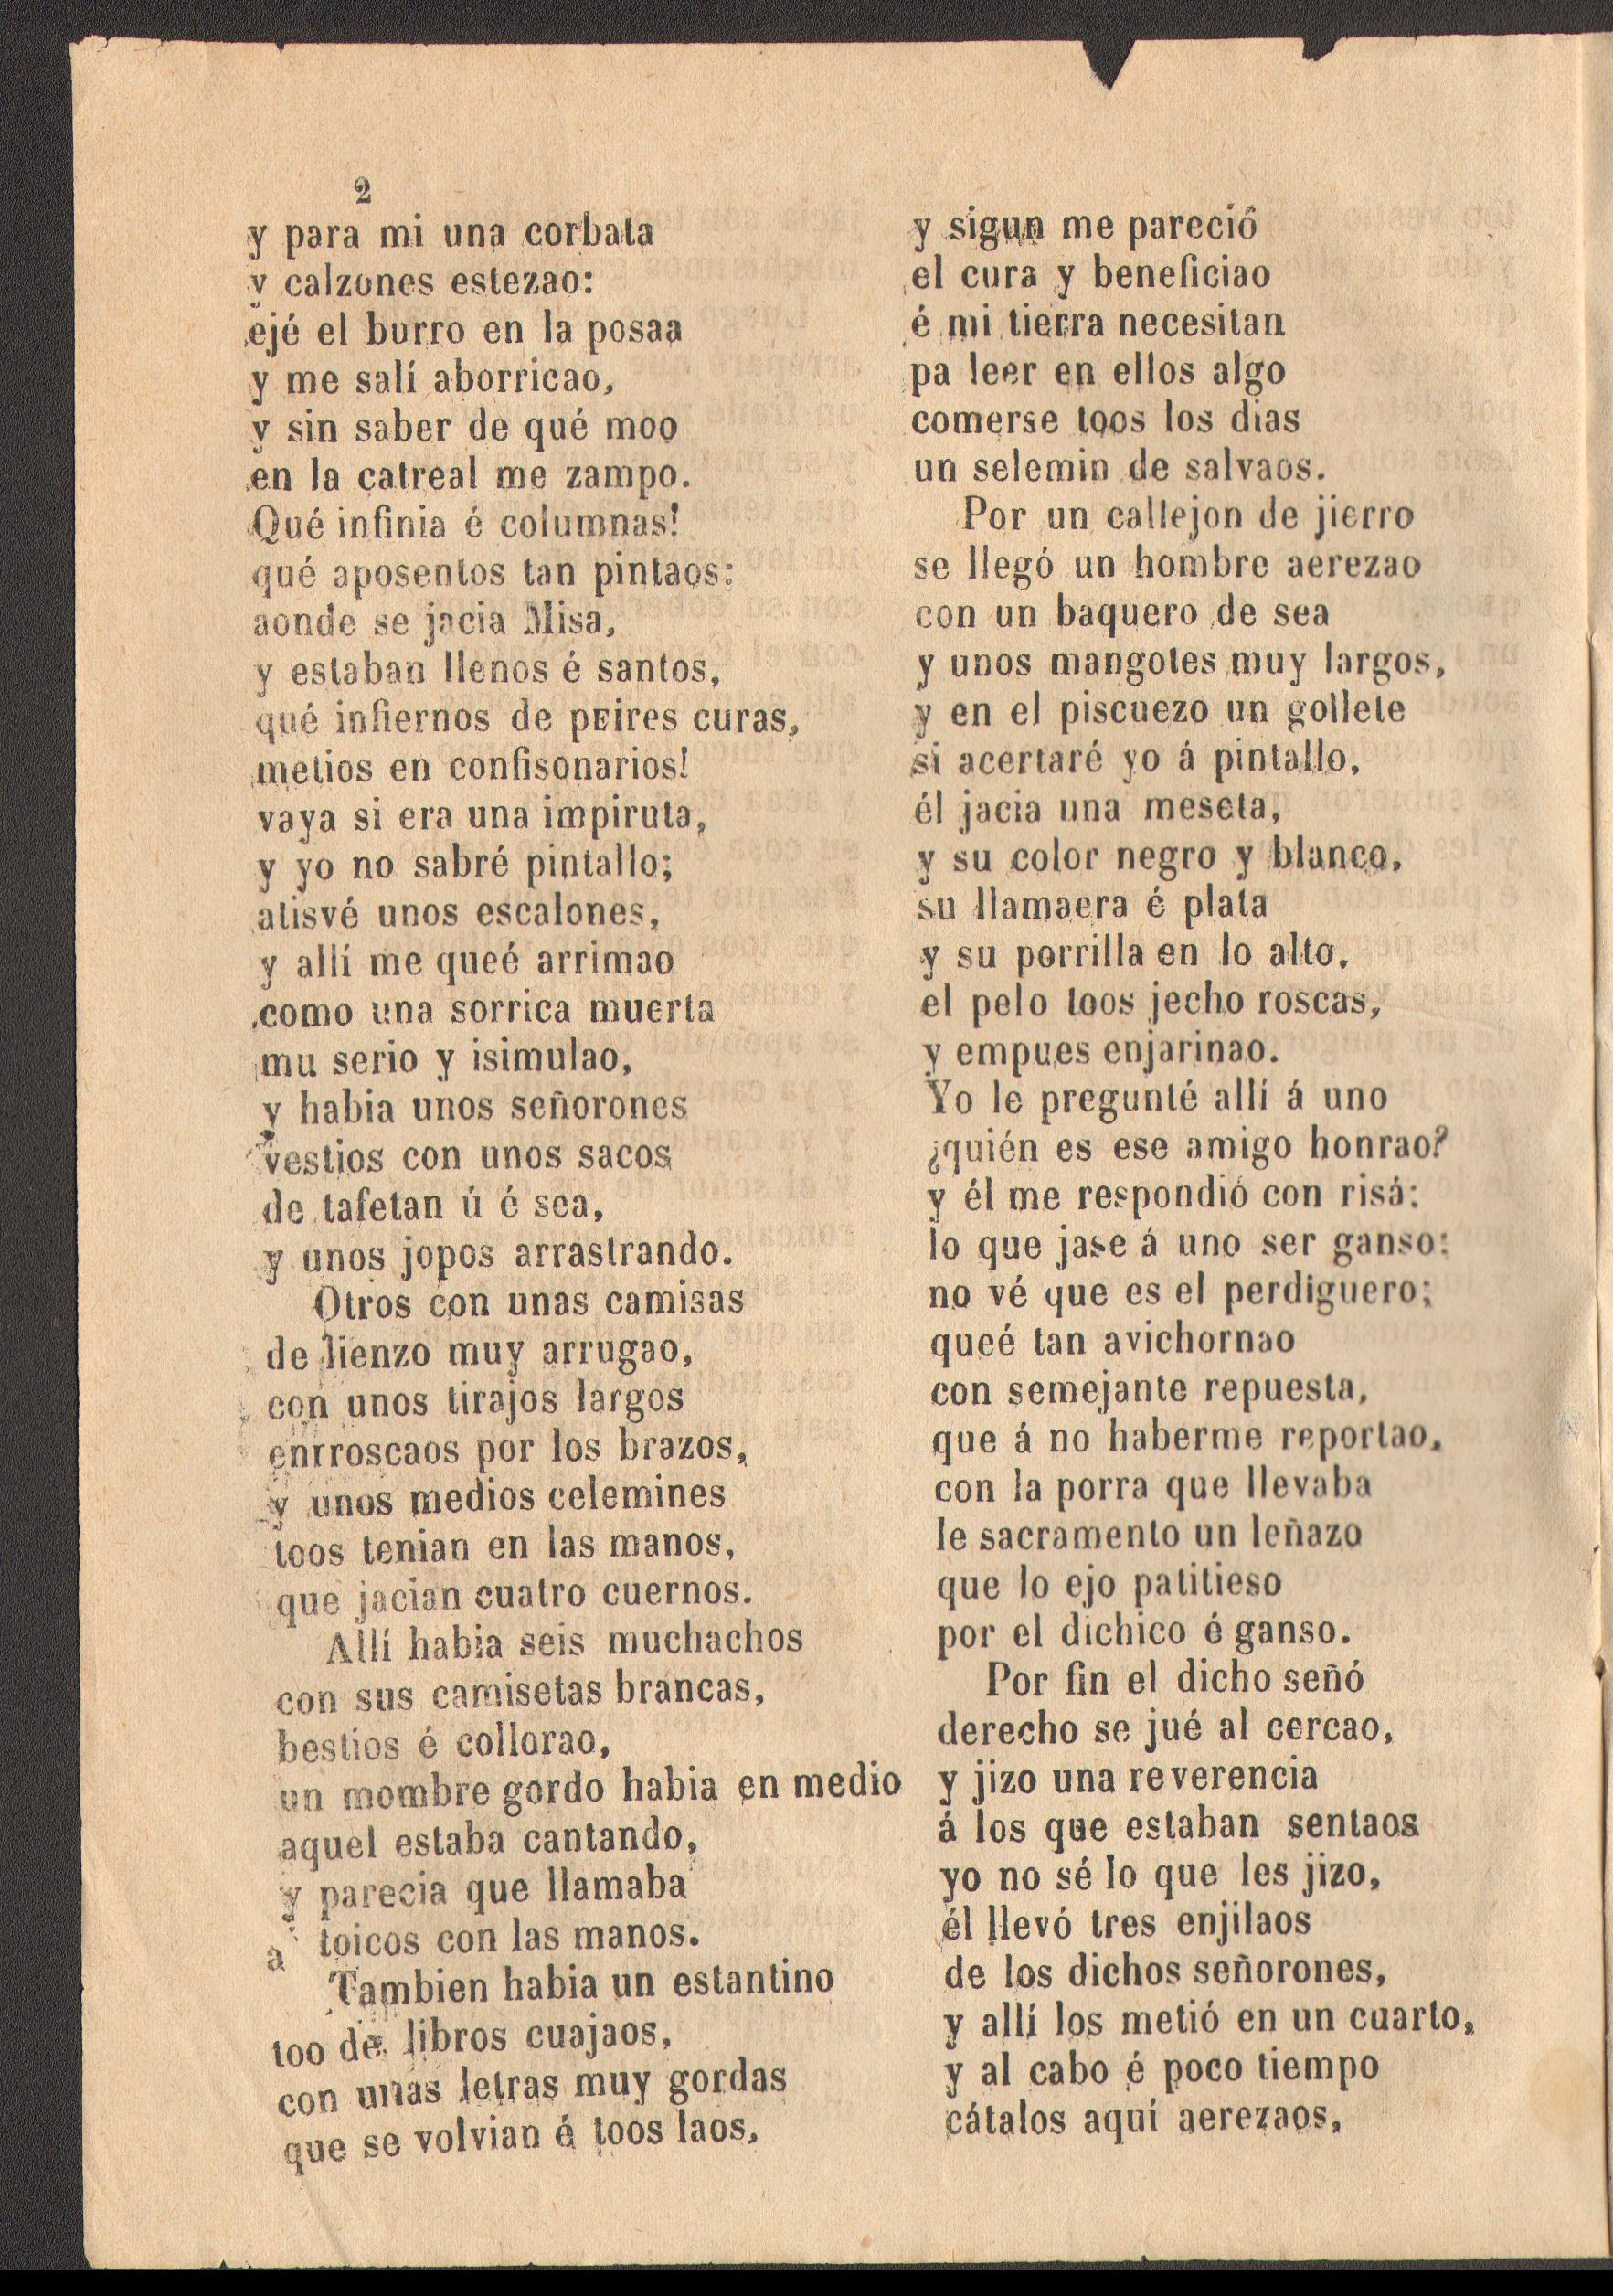 2
y para mi una corbata
y calzones estezao:
ejé el burro en la posaa
y me salí aborricao,
y sin saber de qué moo
en la catreal me zampo.
Qué infinia é columnas!
qué aposentos tan pintaos:
aonde se jacia Misa,
y estaban llenos é santos,
qué infiernos de pEires curas,
metios en confisonarios!
vaya si era una impiruta,
y yo no sabré pintallo;
atisvé unos escalones,
y allí me queé arrimao
como una sorrica muerta
mu serio y isimulao,
y habia unos señorones
vestios con unos sacos
de tafetan ú é sea,
y unos jopos arrastrando.
Otros con unas camisas
de lienzo muy arrugao,
con unos tirajos largos
enrroscaos por los brazos,
y unos medios celemines
toos tenian en las manos,
que jacian cuatro cuernos.
Allí habia seis muchachos
con sus camisetas brancas,
bestios é collorao,
un mombre gordo habia en medio
aquel estaba cantando,
y parecia que llamaba
a toicos con las manos.
Tambien habia un estantino
too de libros cuajaos,
con unas letras muy gordas
que se volvian á toos laos,
y sigun me pareció
el cura y beneficiao
é mi tierra necesitan
pa leer en ellos algo
comerse toos los dias
un selemin de salvaos.
Por un callejon de jierro
se llegó un hombre aerezao
con un baquero de sea
y unos mangotes muy largos,
y en el piscuezo un gollete
si acertaré yo á pintallo,
él jacia una meseta,
y su color negro y blanco,
su llamaera é plata
y su porrilla en lo alto,
el pelo toos jecho roscas,
y empues enjarinao.
Yo le pregunté allí á uno
¿quién es ese amigo honrao?
y él me respondió con risá:
lo que jase á uno ser ganso:
no vé que es el perdiguero;
queé tan avichornao
con semejante repuesta,
que á no haberme reportao,
con la porra que llevaba
le sacramento un leñazo
que lo ejo patitieso
por el dichico é ganso.
Por fin el dicho señó
derecho se jué al cercao,
y jizo una reverencia
á los que estaban sentaos
yo no sé lo que les jizo,
él llevó tres enjilaos
de los dichos señorones,
y allí los metió en un cuarto,
y al cabo é poco tiempo
cátalos aquí aerezaos,